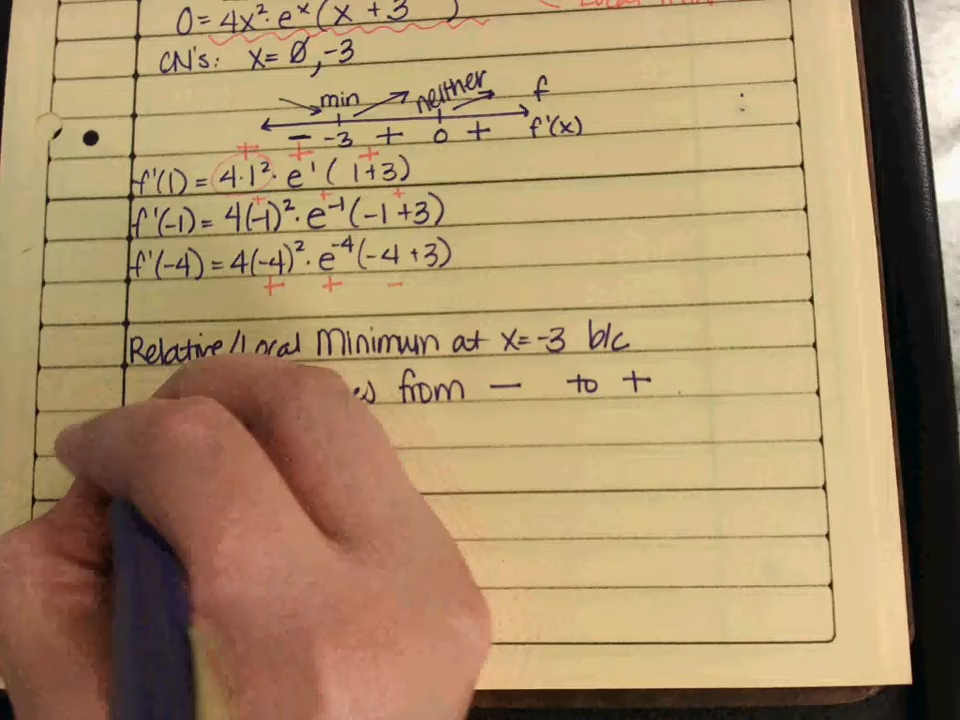 0 = 4x² · eˣ (x + 3 )
CN's: x = 0, -3
min neither f
- -3 + 0 + f'(x)
+ + +
f'(1) = 4·1² · e¹ (1+3)
+ + +
f'(-1) = 4(-1)² · e⁻¹ (-1 +3)
f'(-4) = 4(-4)² · e⁻⁴ (-4 +3)
+ + -
Relative/Local Minimun at x = -3 b/c
from - to +